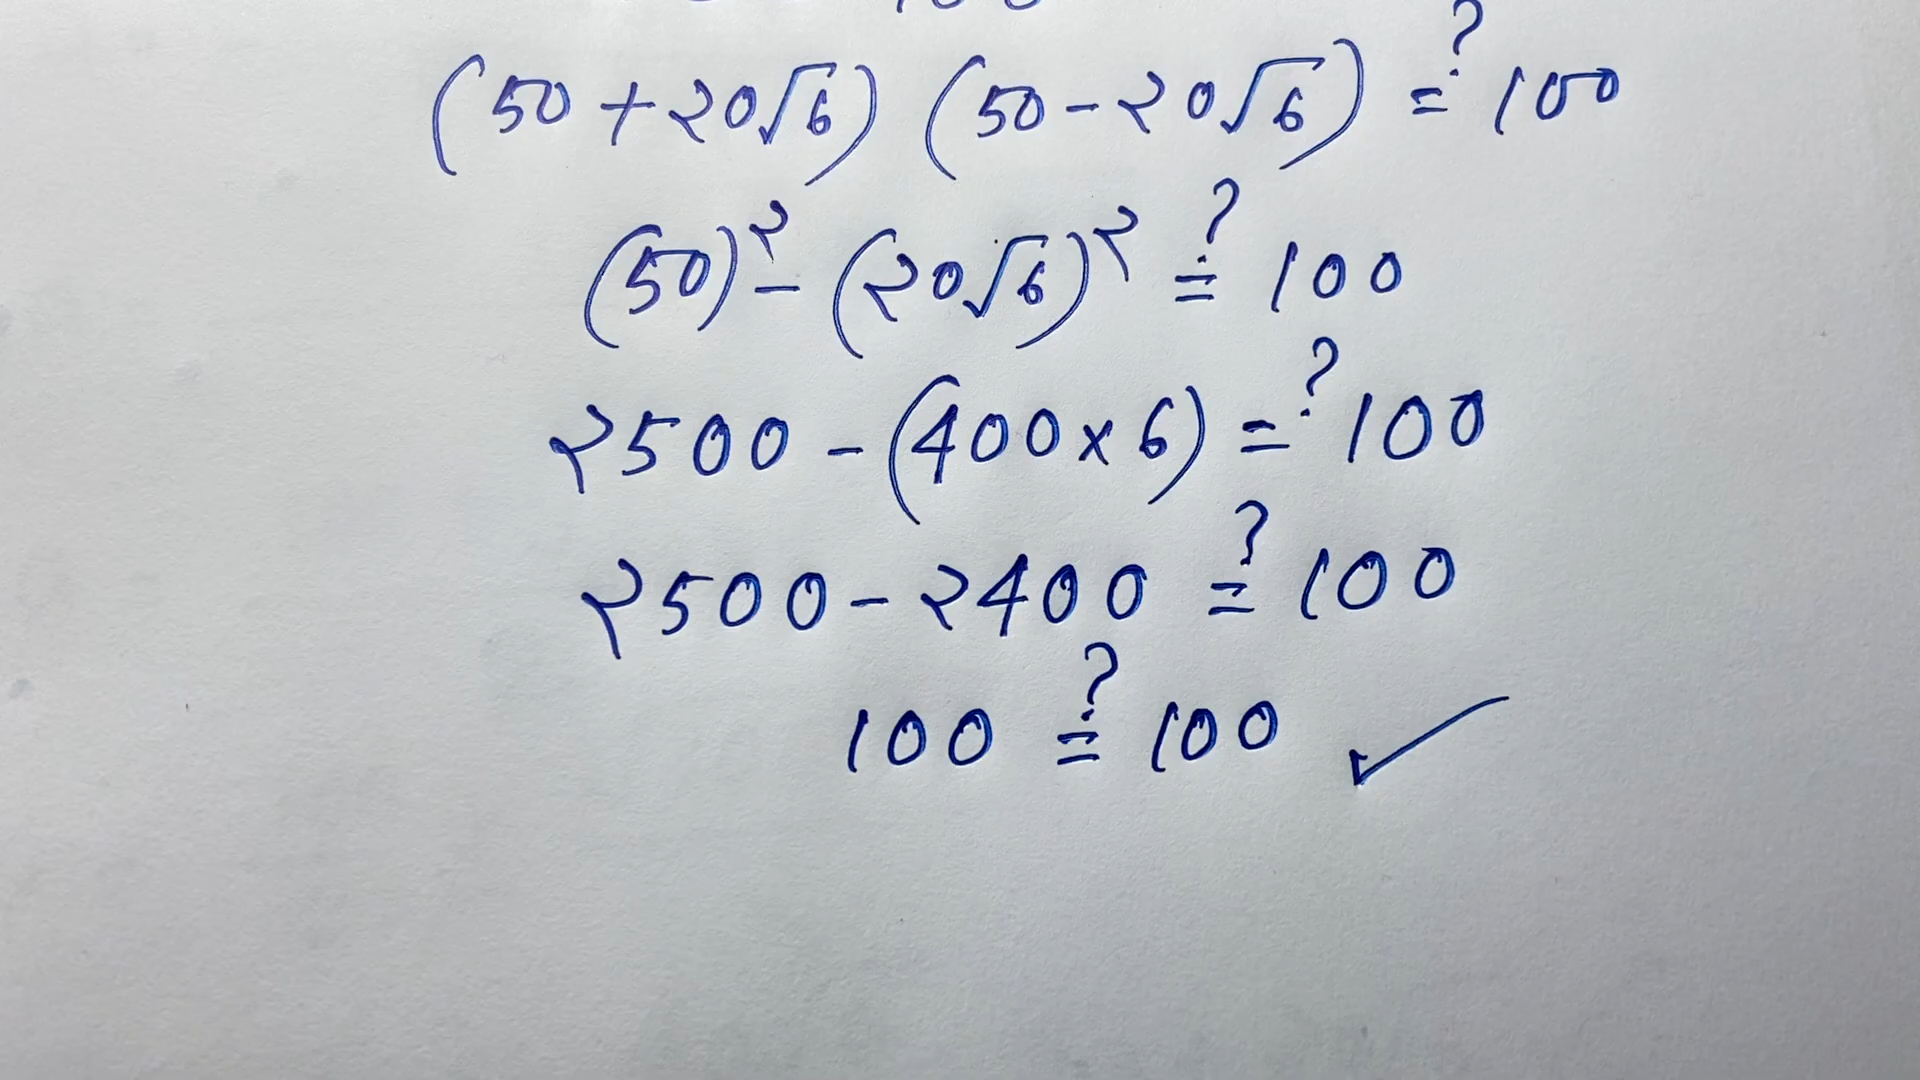 (50 + 20√6) (50 - 20√6) =? 100
(50)² - (20√6)² =? 100
2500 - (400 × 6) =? 100
2500 - 2400 =? 100
100 =? 100 ✓